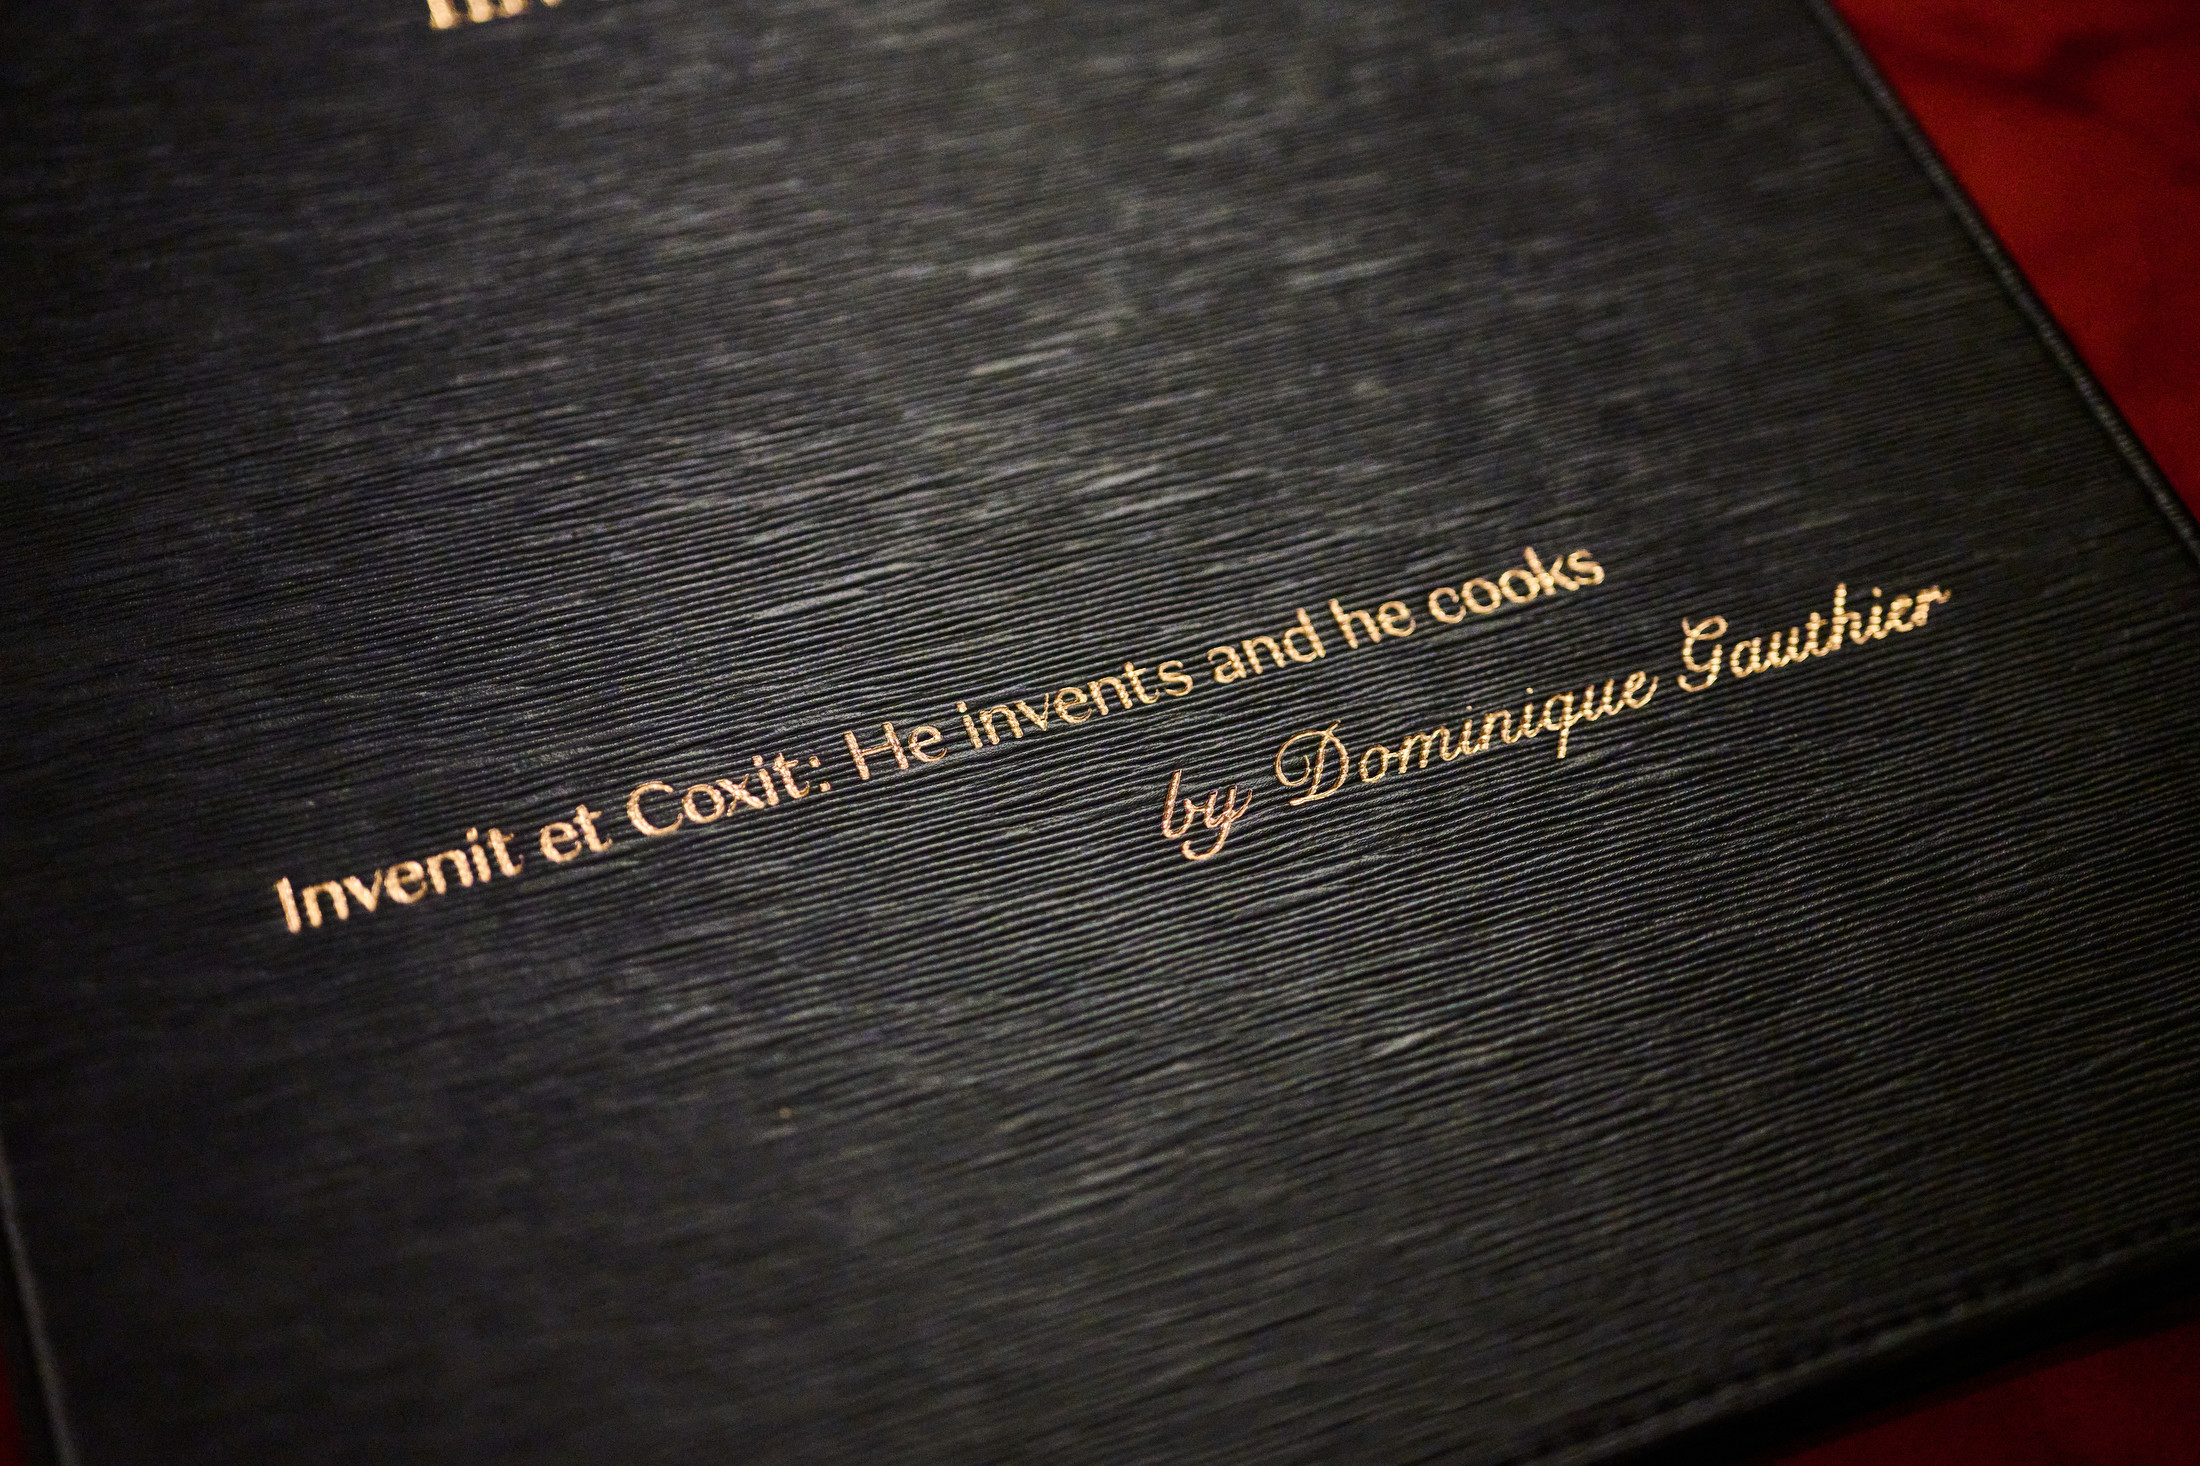 Invenit et Coxit: He invents and he cooks
by Dominique Gauthier